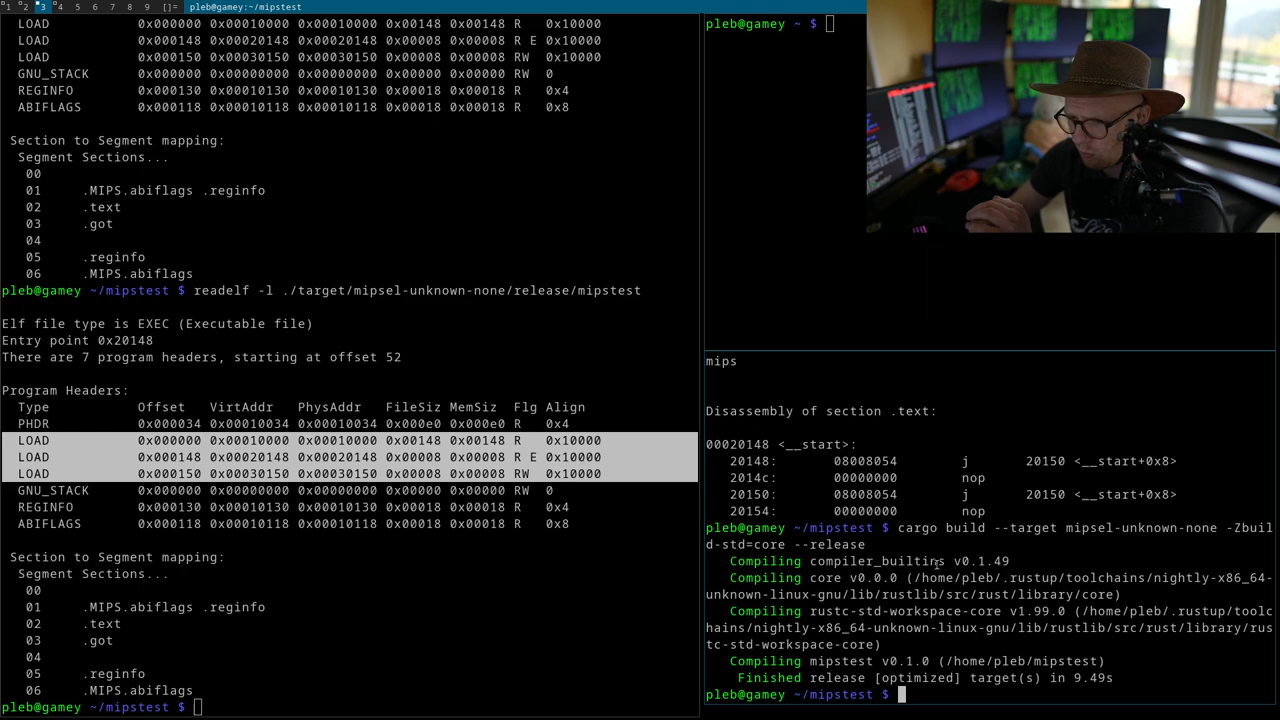 1 2 3 4 5 6 7 8 9 []= pleb@gamey:~/mipstest
LOAD 0x000000 0x00010000 0x00010000 0x00148 0x00148 R 0x10000
LOAD 0x000148 0x00020148 0x00020148 0x00008 0x00008 R E 0x10000
LOAD 0x000150 0x00030150 0x00030150 0x00008 0x00008 RW 0x10000
GNU_STACK 0x000000 0x00000000 0x00000000 0x00000 0x00000 RW 0
REGINFO 0x000130 0x00010130 0x00010130 0x00018 0x00018 R 0x4
ABIFLAGS 0x000118 0x00010118 0x00010118 0x00018 0x00018 R 0x8
Section to Segment mapping:
Segment Sections...
00
01 .MIPS.abiflags .reginfo
02 .text
03 .got
04
05 .reginfo
06 .MIPS.abiflags
pleb@gamey ~/mipstest $ readelf -l ./target/mipsel-unknown-none/release/mipstest
Elf file type is EXEC (Executable file)
Entry point 0x20148
There are 7 program headers, starting at offset 52
Program Headers:
Type Offset VirtAddr PhysAddr FileSiz MemSiz Flg Align
PHDR 0x000034 0x00010034 0x00010034 0x000e0 0x000e0 R 0x4
LOAD 0x000000 0x00010000 0x00010000 0x00148 0x00148 R 0x10000
LOAD 0x000148 0x00020148 0x00020148 0x00008 0x00008 R E 0x10000
LOAD 0x000150 0x00030150 0x00030150 0x00008 0x00008 RW 0x10000
GNU_STACK 0x000000 0x00000000 0x00000000 0x00000 0x00000 RW 0
REGINFO 0x000130 0x00010130 0x00010130 0x00018 0x00018 R 0x4
ABIFLAGS 0x000118 0x00010118 0x00010118 0x00018 0x00018 R 0x8
Section to Segment mapping:
Segment Sections...
00
01 .MIPS.abiflags .reginfo
02 .text
03 .got
04
05 .reginfo
06 .MIPS.abiflags
pleb@gamey ~/mipstest $
pleb@gamey ~ $
mips
Disassembly of section .text:
00020148 <__start>:
20148: 08008054 j 20150 <__start+0x8>
2014c: 00000000 nop
20150: 08008054 j 20150 <__start+0x8>
20154: 00000000 nop
pleb@gamey ~/mipstest $ cargo build --target mipsel-unknown-none -Zbuil
d-std=core --release
Compiling compiler_builtins v0.1.49
Compiling core v0.0.0 (/home/pleb/.rustup/toolchains/nightly-x86_64-
unknown-linux-gnu/lib/rustlib/src/rust/library/core)
Compiling rustc-std-workspace-core v1.99.0 (/home/pleb/.rustup/toolc
hains/nightly-x86_64-unknown-linux-gnu/lib/rustlib/src/rust/library/rus
tc-std-workspace-core)
Compiling mipstest v0.1.0 (/home/pleb/mipstest)
Finished release [optimized] target(s) in 9.49s
pleb@gamey ~/mipstest $